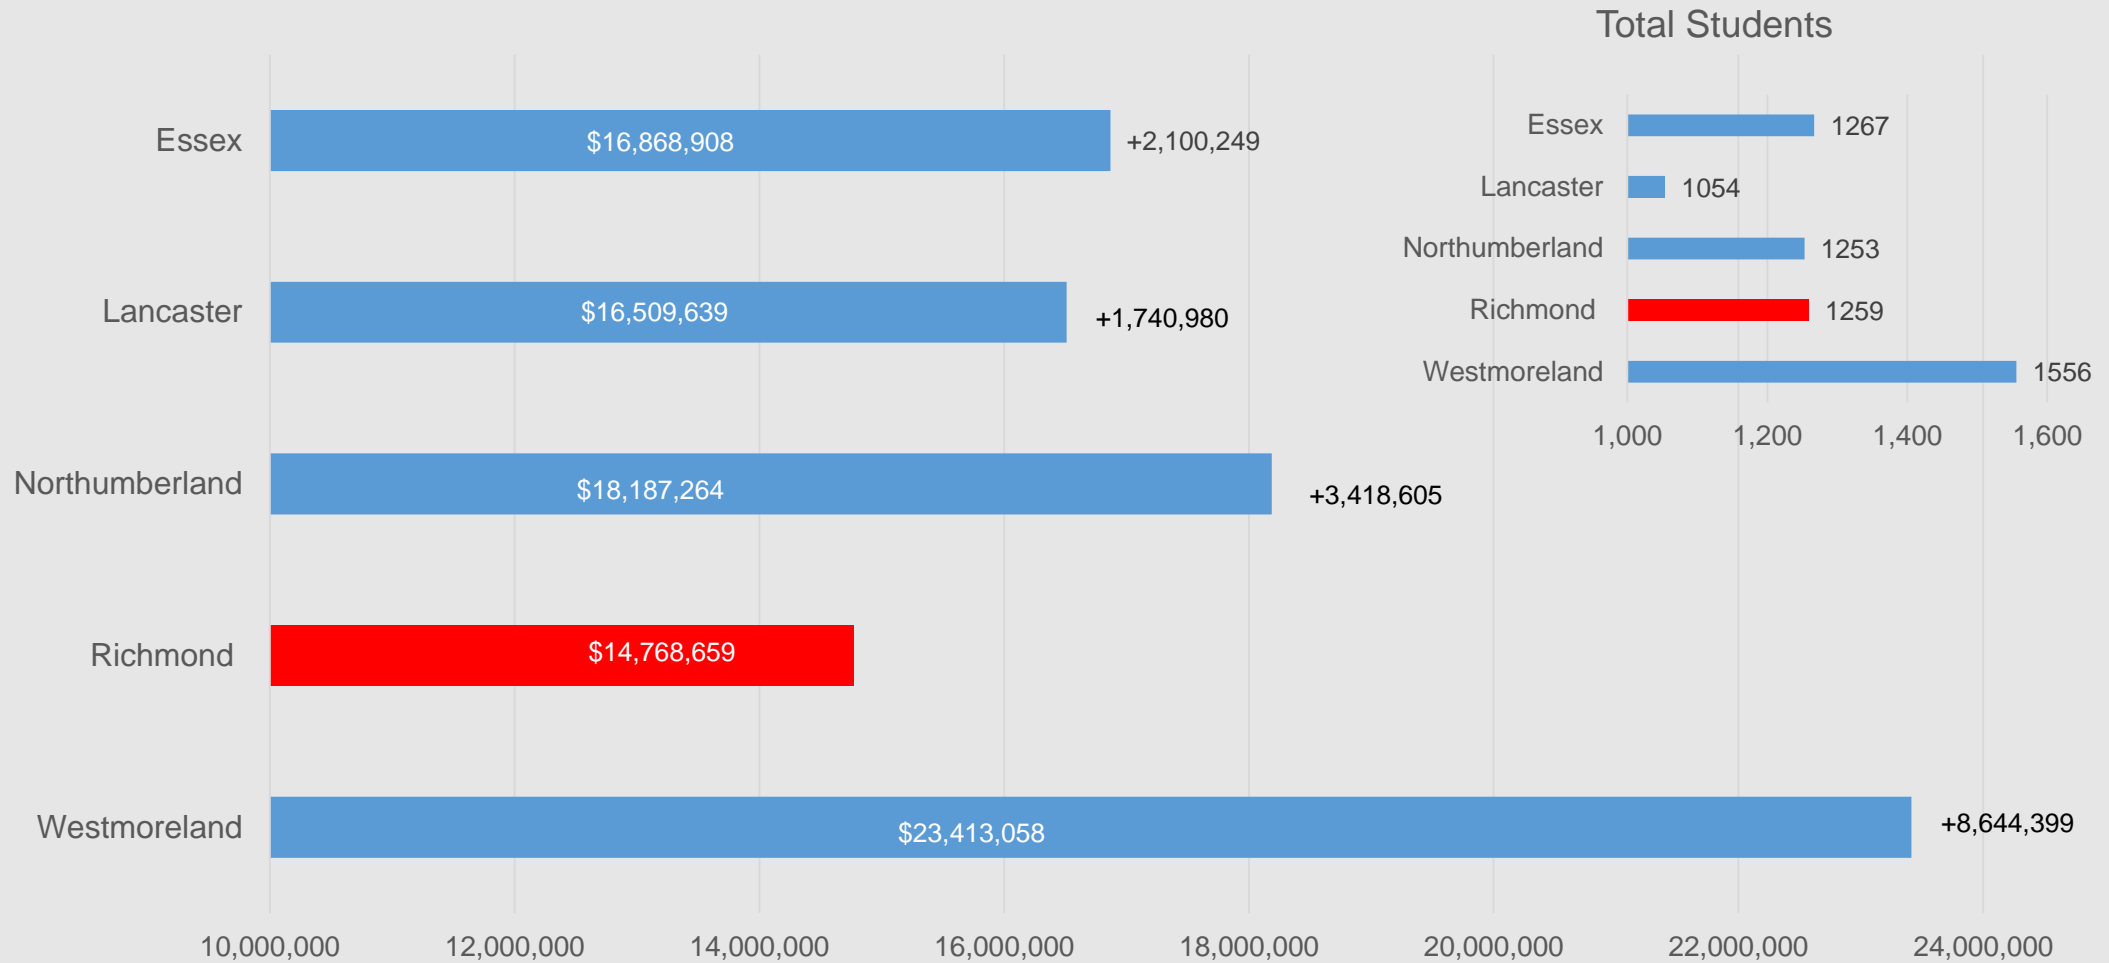 Total Students
Essex $16,868,908 +2,100,249
Lancaster $16,509,639 +1,740,980
Northumberland $18,187,264 +3,418,605
Richmond $14,768,659
Westmoreland $23,413,058 +8,644,399
10,000,000 12,000,000 14,000,000 16,000,000 18,000,000 20,000,000 22,000,000 24,000,000
Essex 1267
Lancaster 1054
Northumberland 1253
Richmond 1259
Westmoreland 1556
1,000 1,200 1,400 1,600